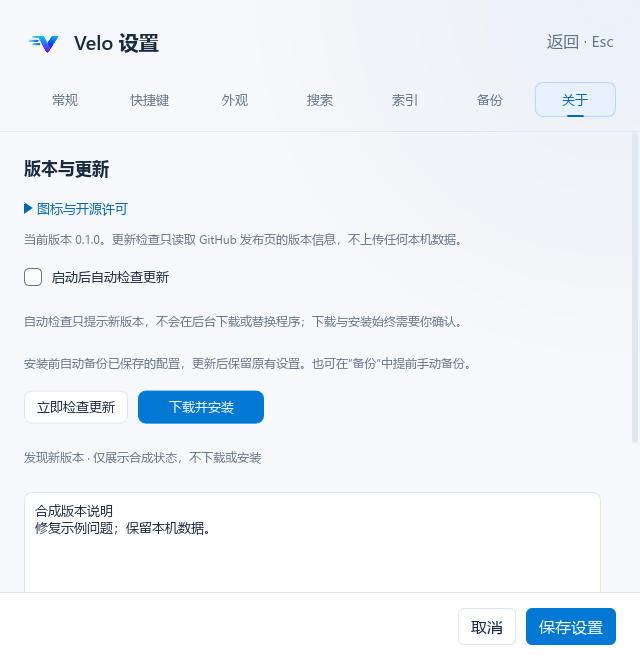 Velo 设置
返回 · Esc
常规
快捷键
外观
搜索
索引
备份
关于
版本与更新
图标与开源许可
当前版本 0.1.0。更新检查只读取 GitHub 发布页的版本信息，不上传任何本机数据。
启动后自动检查更新
自动检查只提示新版本，不会在后台下载或替换程序；下载与安装始终需要你确认。
安装前自动备份已保存的配置，更新后保留原有设置。也可在“备份”中提前手动备份。
立即检查更新
下载并安装
发现新版本 · 仅展示合成状态，不下载或安装
合成版本说明
修复示例问题；保留本机数据。
取消
保存设置